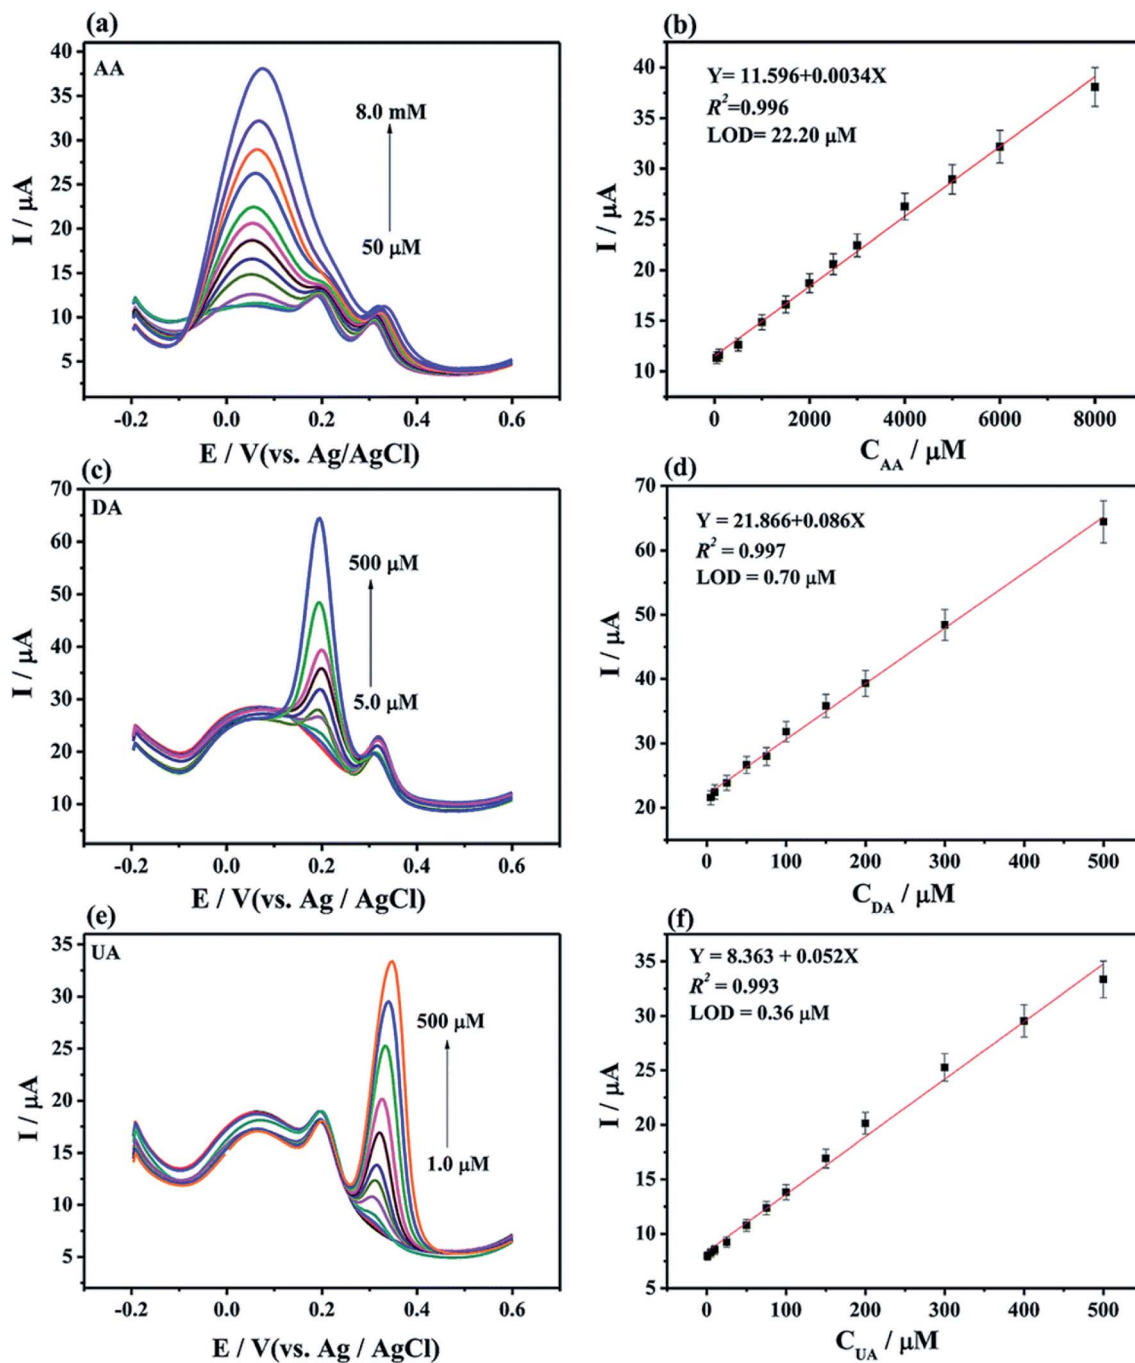 (a)
AA
8.0 mM
50 μM
40
35
30
25
20
15
10
5
I / μA
-0.2 0.0 0.2 0.4 0.6
E / V(vs. Ag/AgCl)
(b)
Y= 11.596+0.0034X
R²=0.996
LOD= 22.20 μM
40
35
30
25
20
15
10
I / μA
0 2000 4000 6000 8000
C_AA / μM
(c)
DA
500 μM
5.0 μM
70
60
50
40
30
20
10
I / μA
-0.2 0.0 0.2 0.4 0.6
E / V(vs. Ag / AgCl)
(d)
Y = 21.866+0.086X
R² = 0.997
LOD = 0.70 μM
70
60
50
40
30
20
I / μA
0 100 200 300 400 500
C_DA / μM
(e)
UA
500 μM
1.0 μM
35
30
25
20
15
10
5
I / μA
-0.2 0.0 0.2 0.4 0.6
E / V(vs. Ag / AgCl)
(f)
Y = 8.363 + 0.052X
R² = 0.993
LOD = 0.36 μM
35
30
25
20
15
10
5
I / μA
0 100 200 300 400 500
C_UA / μM